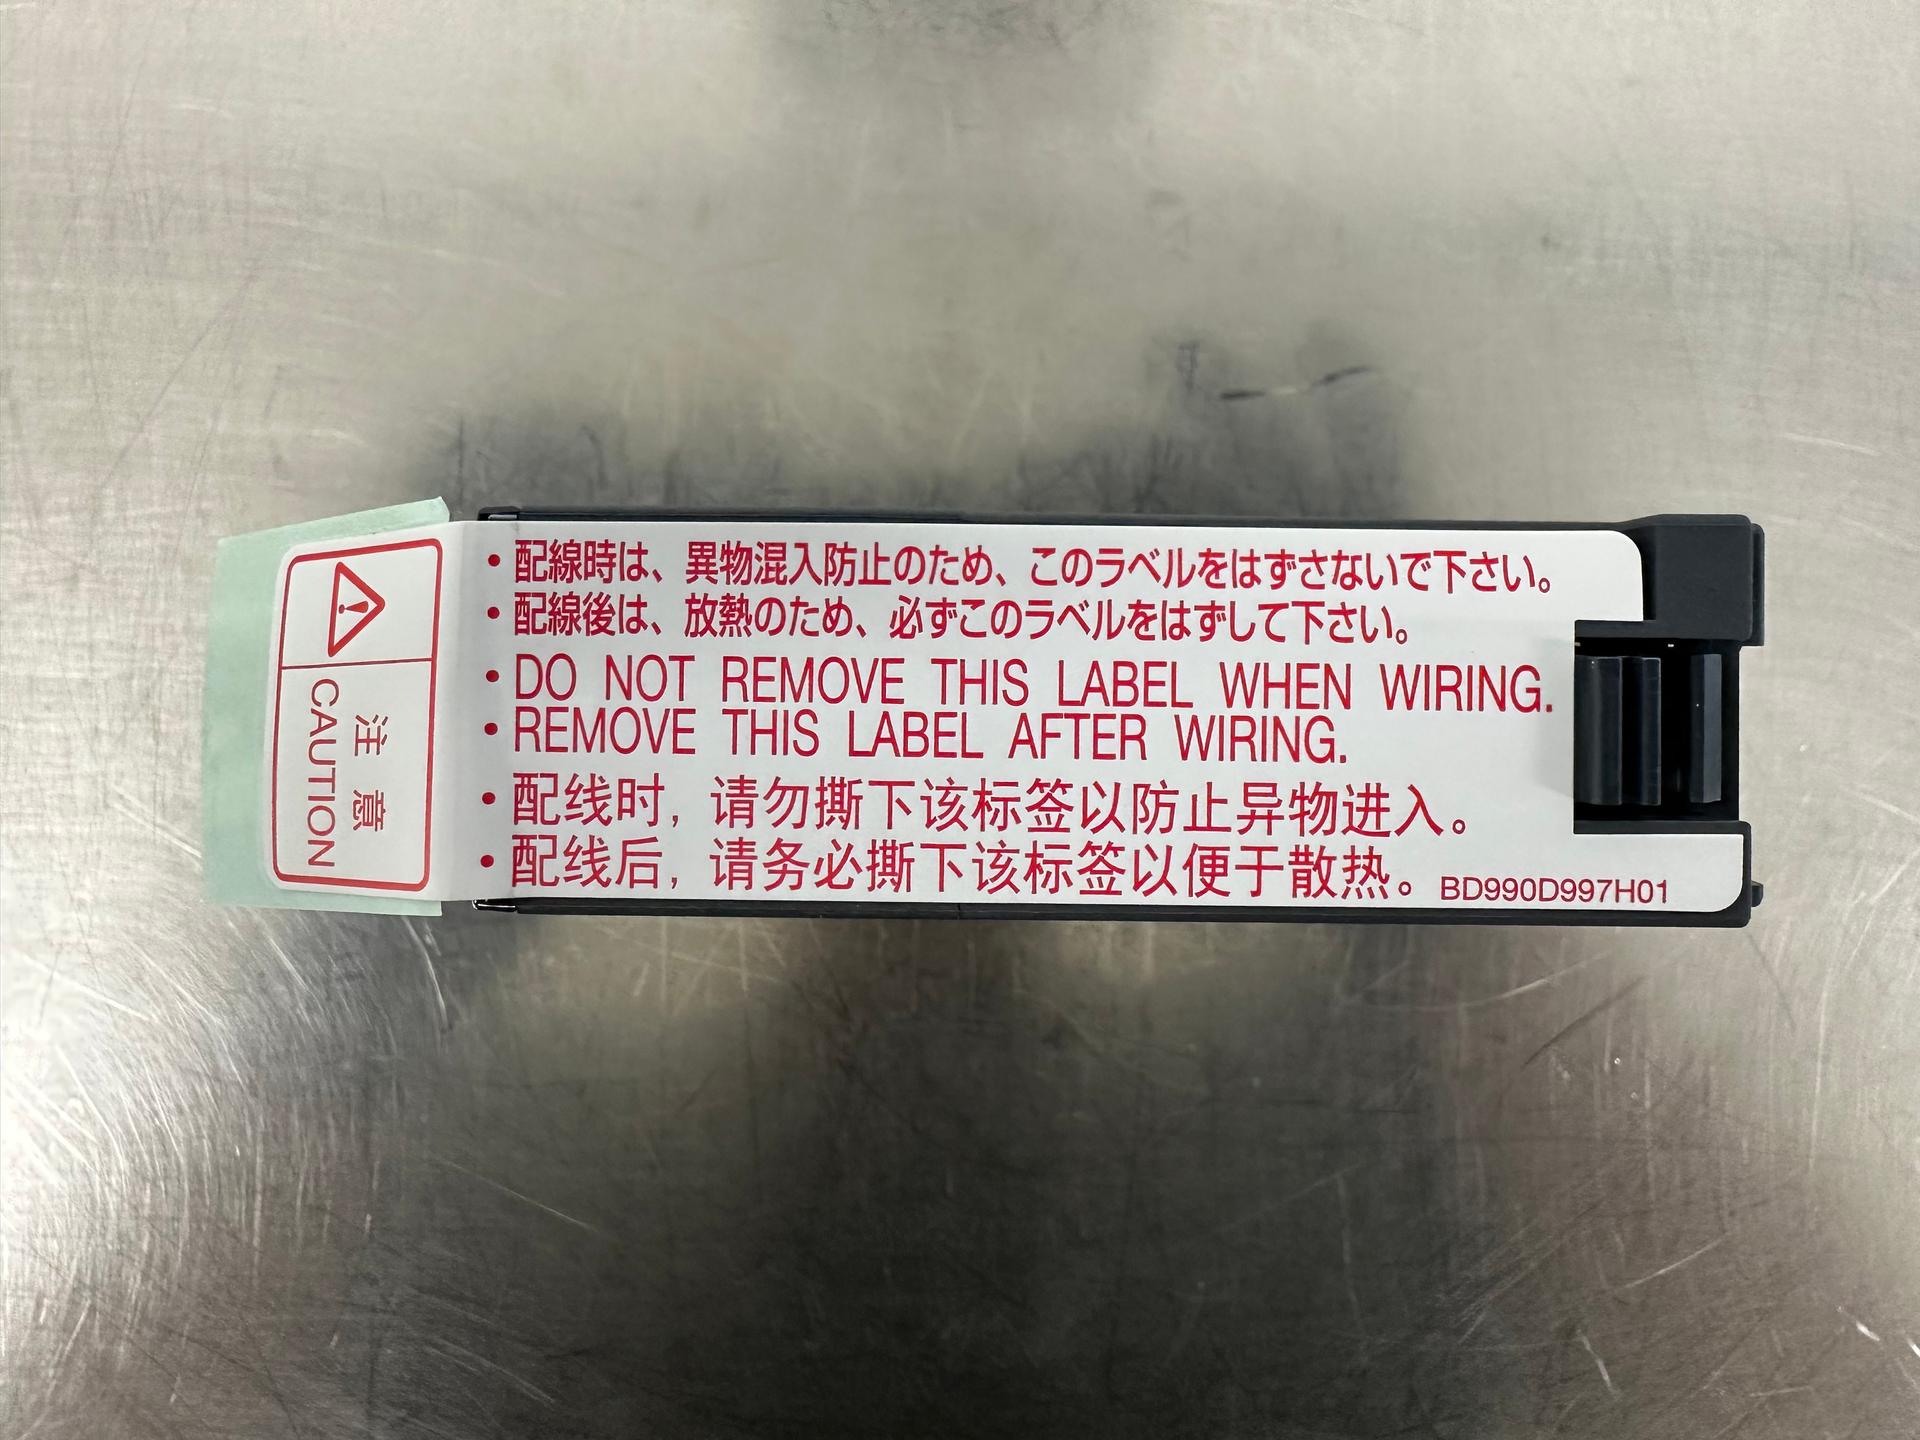 注意
CAUTION
・配線時は、異物混入防止のため、このラベルをはずさないで下さい。
・配線後は、放熱のため、必ずこのラベルをはずして下さい。
・DO NOT REMOVE THIS LABEL WHEN WIRING.
・REMOVE THIS LABEL AFTER WIRING.
・配线时，请勿撕下该标签以防止异物进入。
・配线后，请务必撕下该标签以便于散热。
BD990D997H01